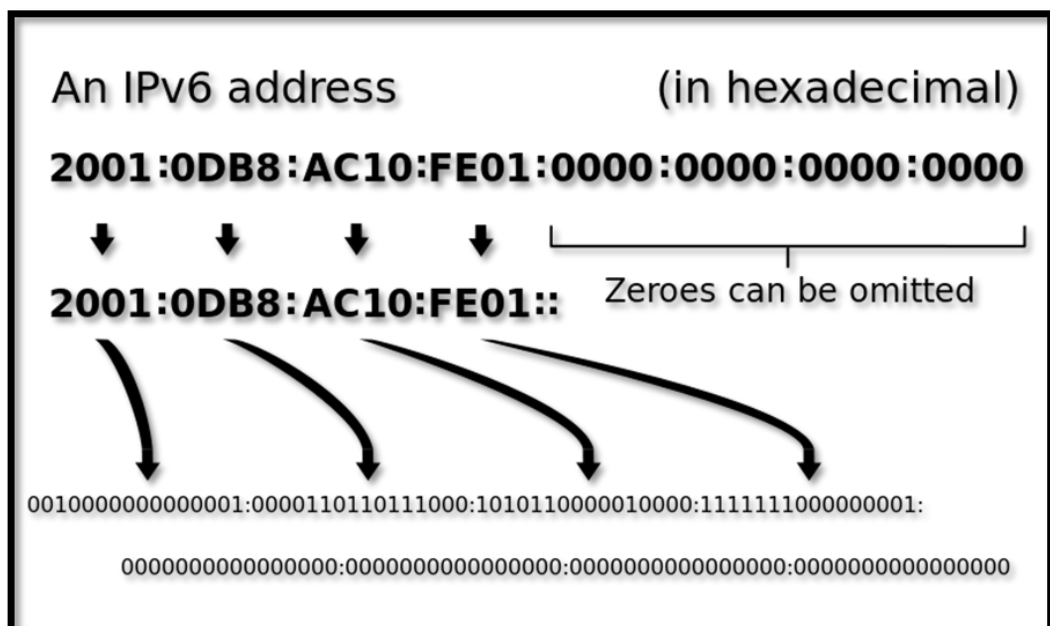 An IPv6 address (in hexadecimal)
2001:0DB8:AC10:FE01:0000:0000:0000:0000
2001:0DB8:AC10:FE01::
Zeroes can be omitted
0010000000000001:0000110110111000:1010110000010000:1111111000000001:
0000000000000000:0000000000000000:0000000000000000:0000000000000000